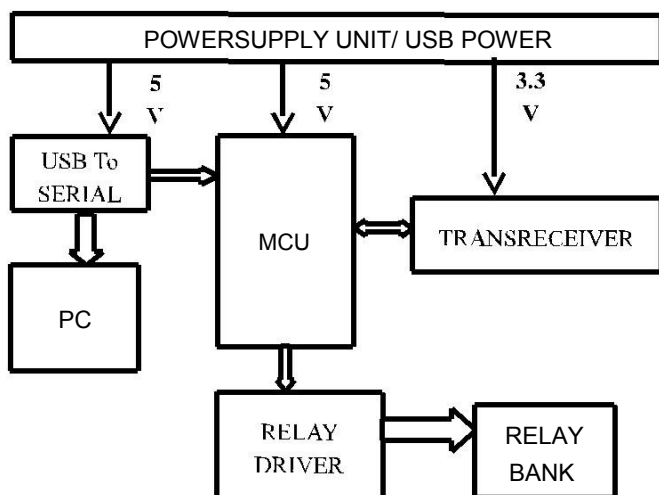 POWERSUPPLY UNIT/ USB POWER
5
V
5
V
3.3
V
USB To
SERIAL
MCU
TRANSRECEIVER
PC
RELAY
DRIVER
RELAY
BANK